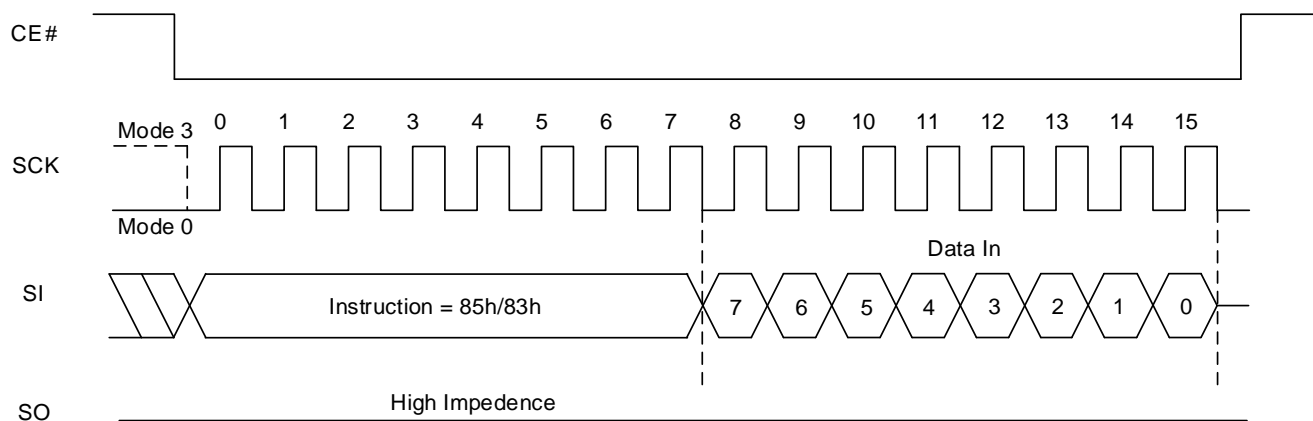 CE#
Mode 3 0 1 2 3 4 5 6 7 8 9 10 11 12 13 14 15
SCK
Mode 0
Data In
SI Instruction = 85h/83h 7 6 5 4 3 2 1 0
High Impedence
SO